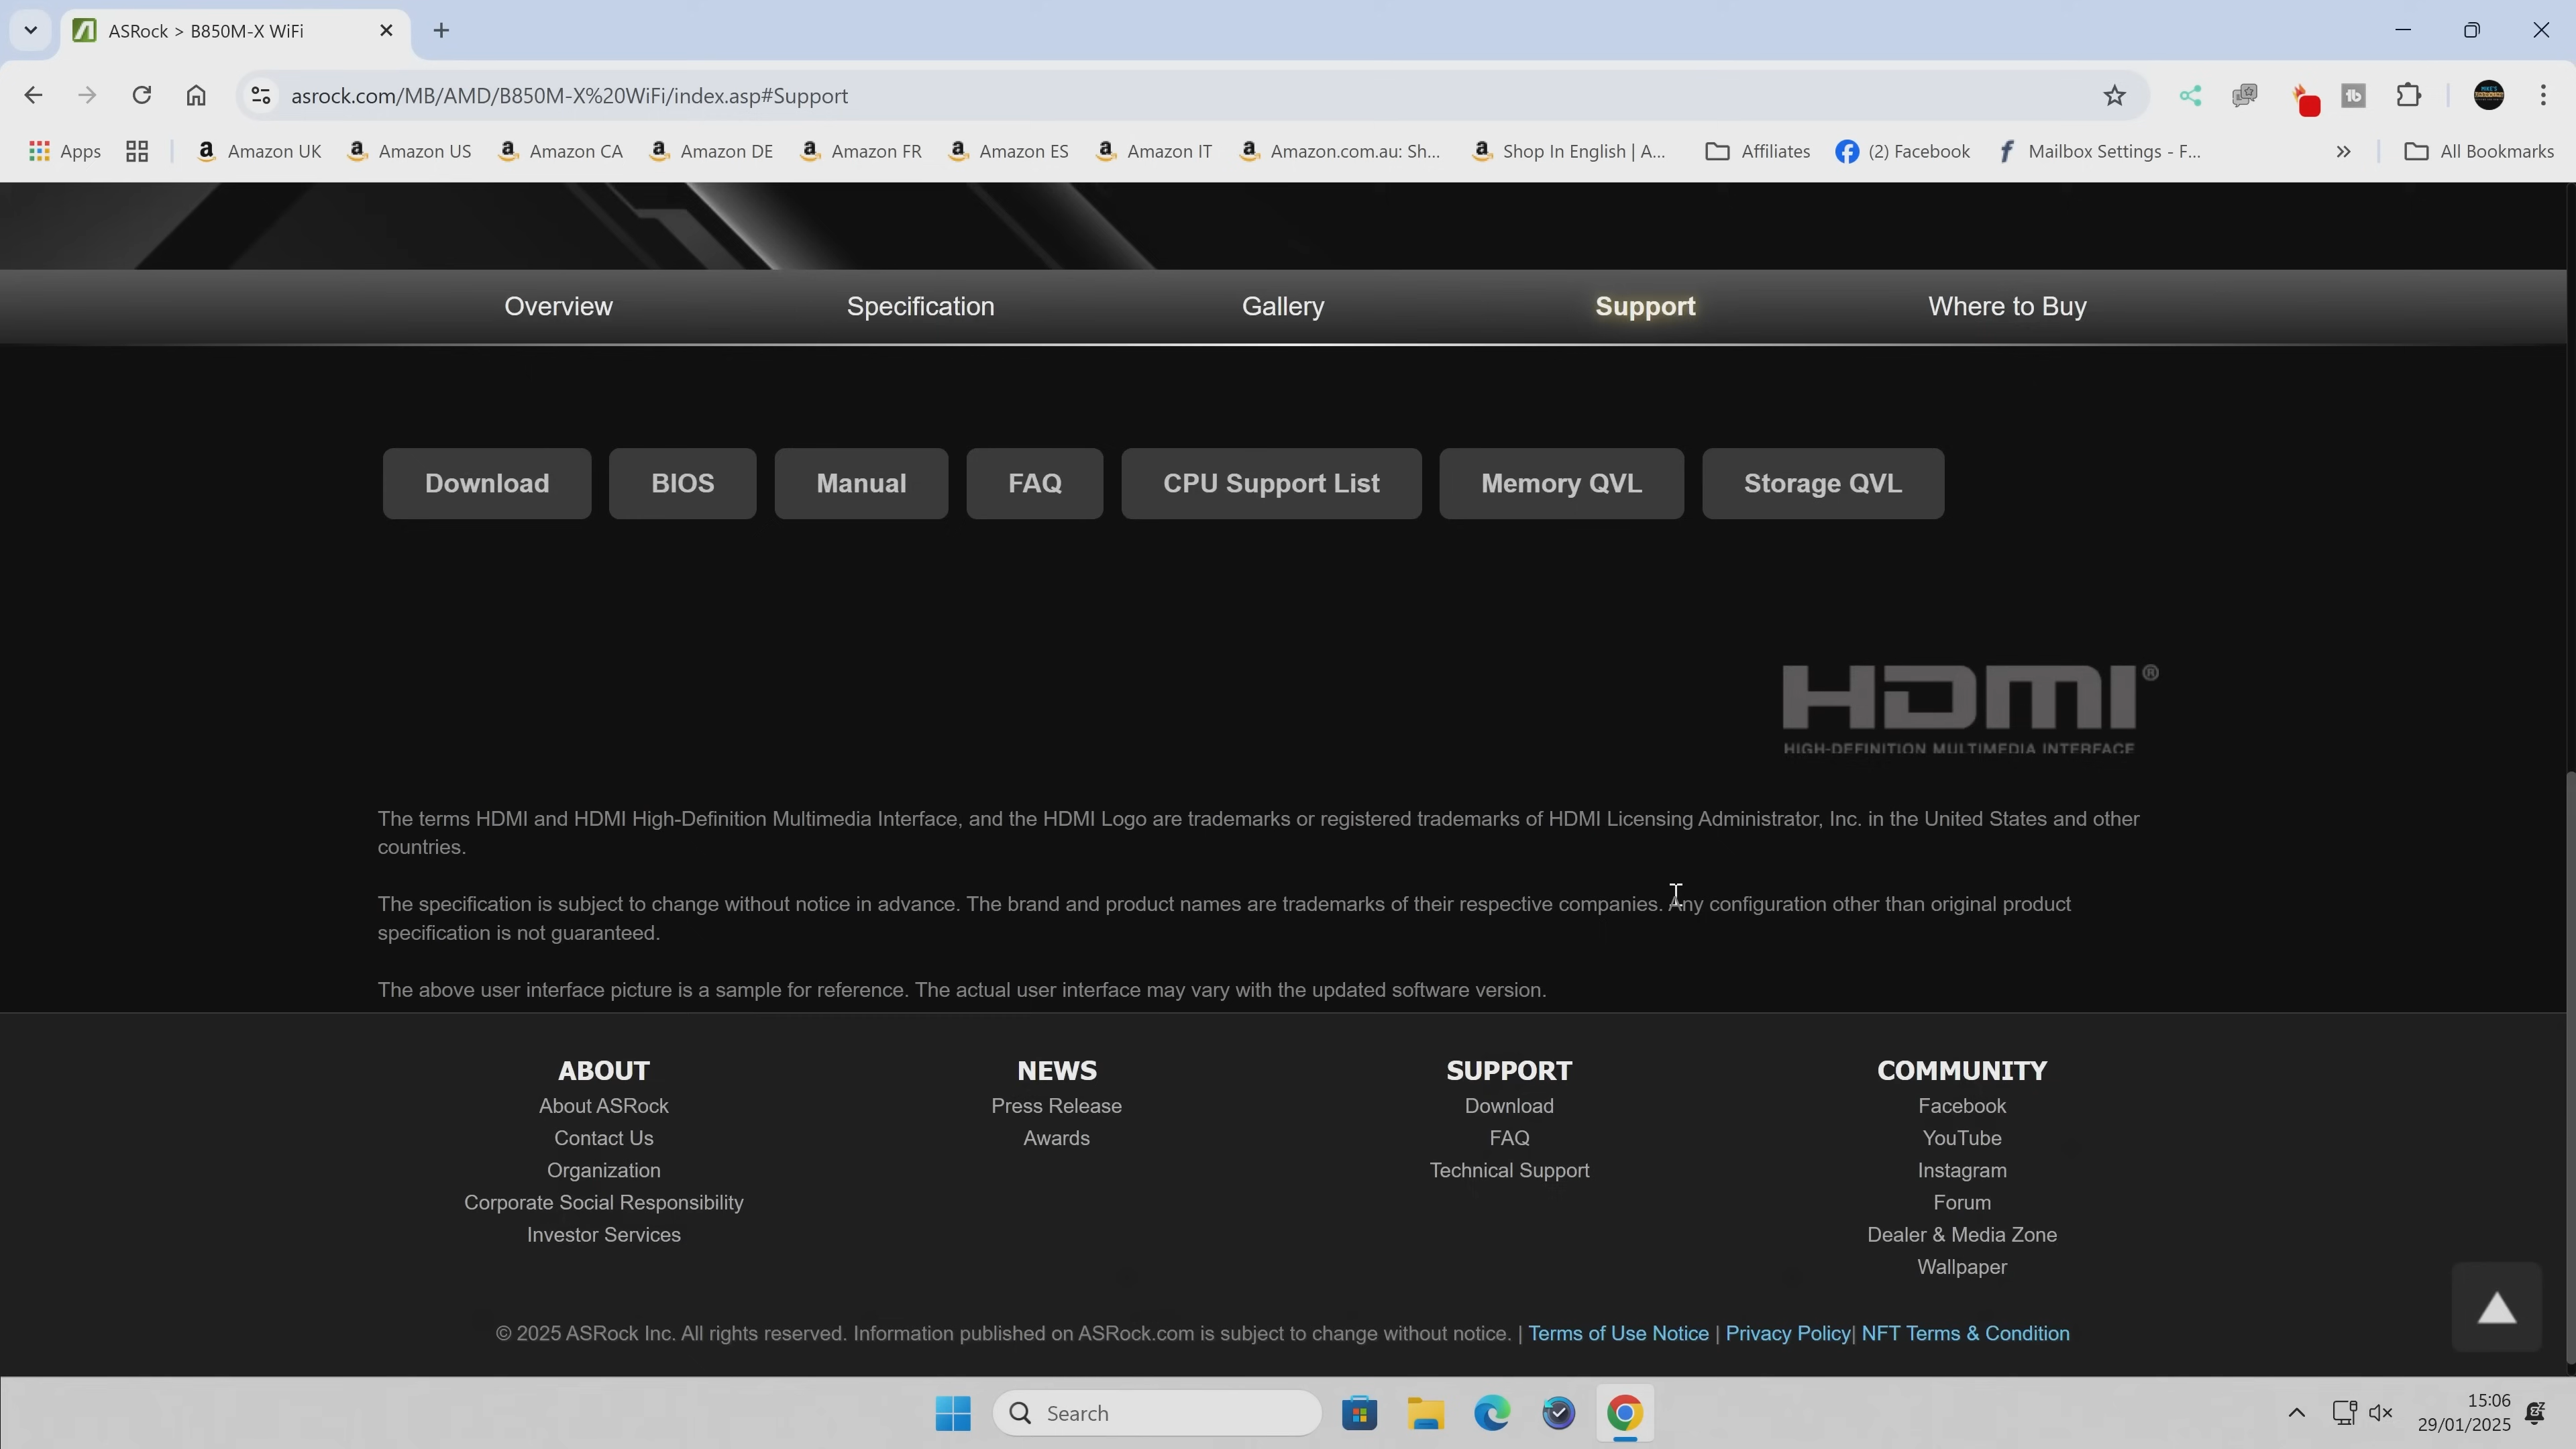 ASRock > B850M-X WiFi
asrock.com/MB/AMD/B850M-X%20WiFi/index.asp#Support
Apps Amazon UK Amazon US Amazon CA Amazon DE Amazon FR Amazon ES Amazon IT Amazon.com.au: Sh... Shop In English | A... Affiliates (2) Facebook Mailbox Settings - F... All Bookmarks
Overview Specification Gallery Support Where to Buy
Download BIOS Manual FAQ CPU Support List Memory QVL Storage QVL
HDMI®
HIGH-DEFINITION MULTIMEDIA INTERFACE
The terms HDMI and HDMI High-Definition Multimedia Interface, and the HDMI Logo are trademarks or registered trademarks of HDMI Licensing Administrator, Inc. in the United States and other
countries.
The specification is subject to change without notice in advance. The brand and product names are trademarks of their respective companies. Any configuration other than original product
specification is not guaranteed.
The above user interface picture is a sample for reference. The actual user interface may vary with the updated software version.
ABOUT NEWS SUPPORT COMMUNITY
About ASRock Press Release Download Facebook
Contact Us Awards FAQ YouTube
Organization Technical Support Instagram
Corporate Social Responsibility Forum
Investor Services Dealer & Media Zone
Wallpaper
© 2025 ASRock Inc. All rights reserved. Information published on ASRock.com is subject to change without notice. | Terms of Use Notice | Privacy Policy| NFT Terms & Condition
Search
15:06
29/01/2025